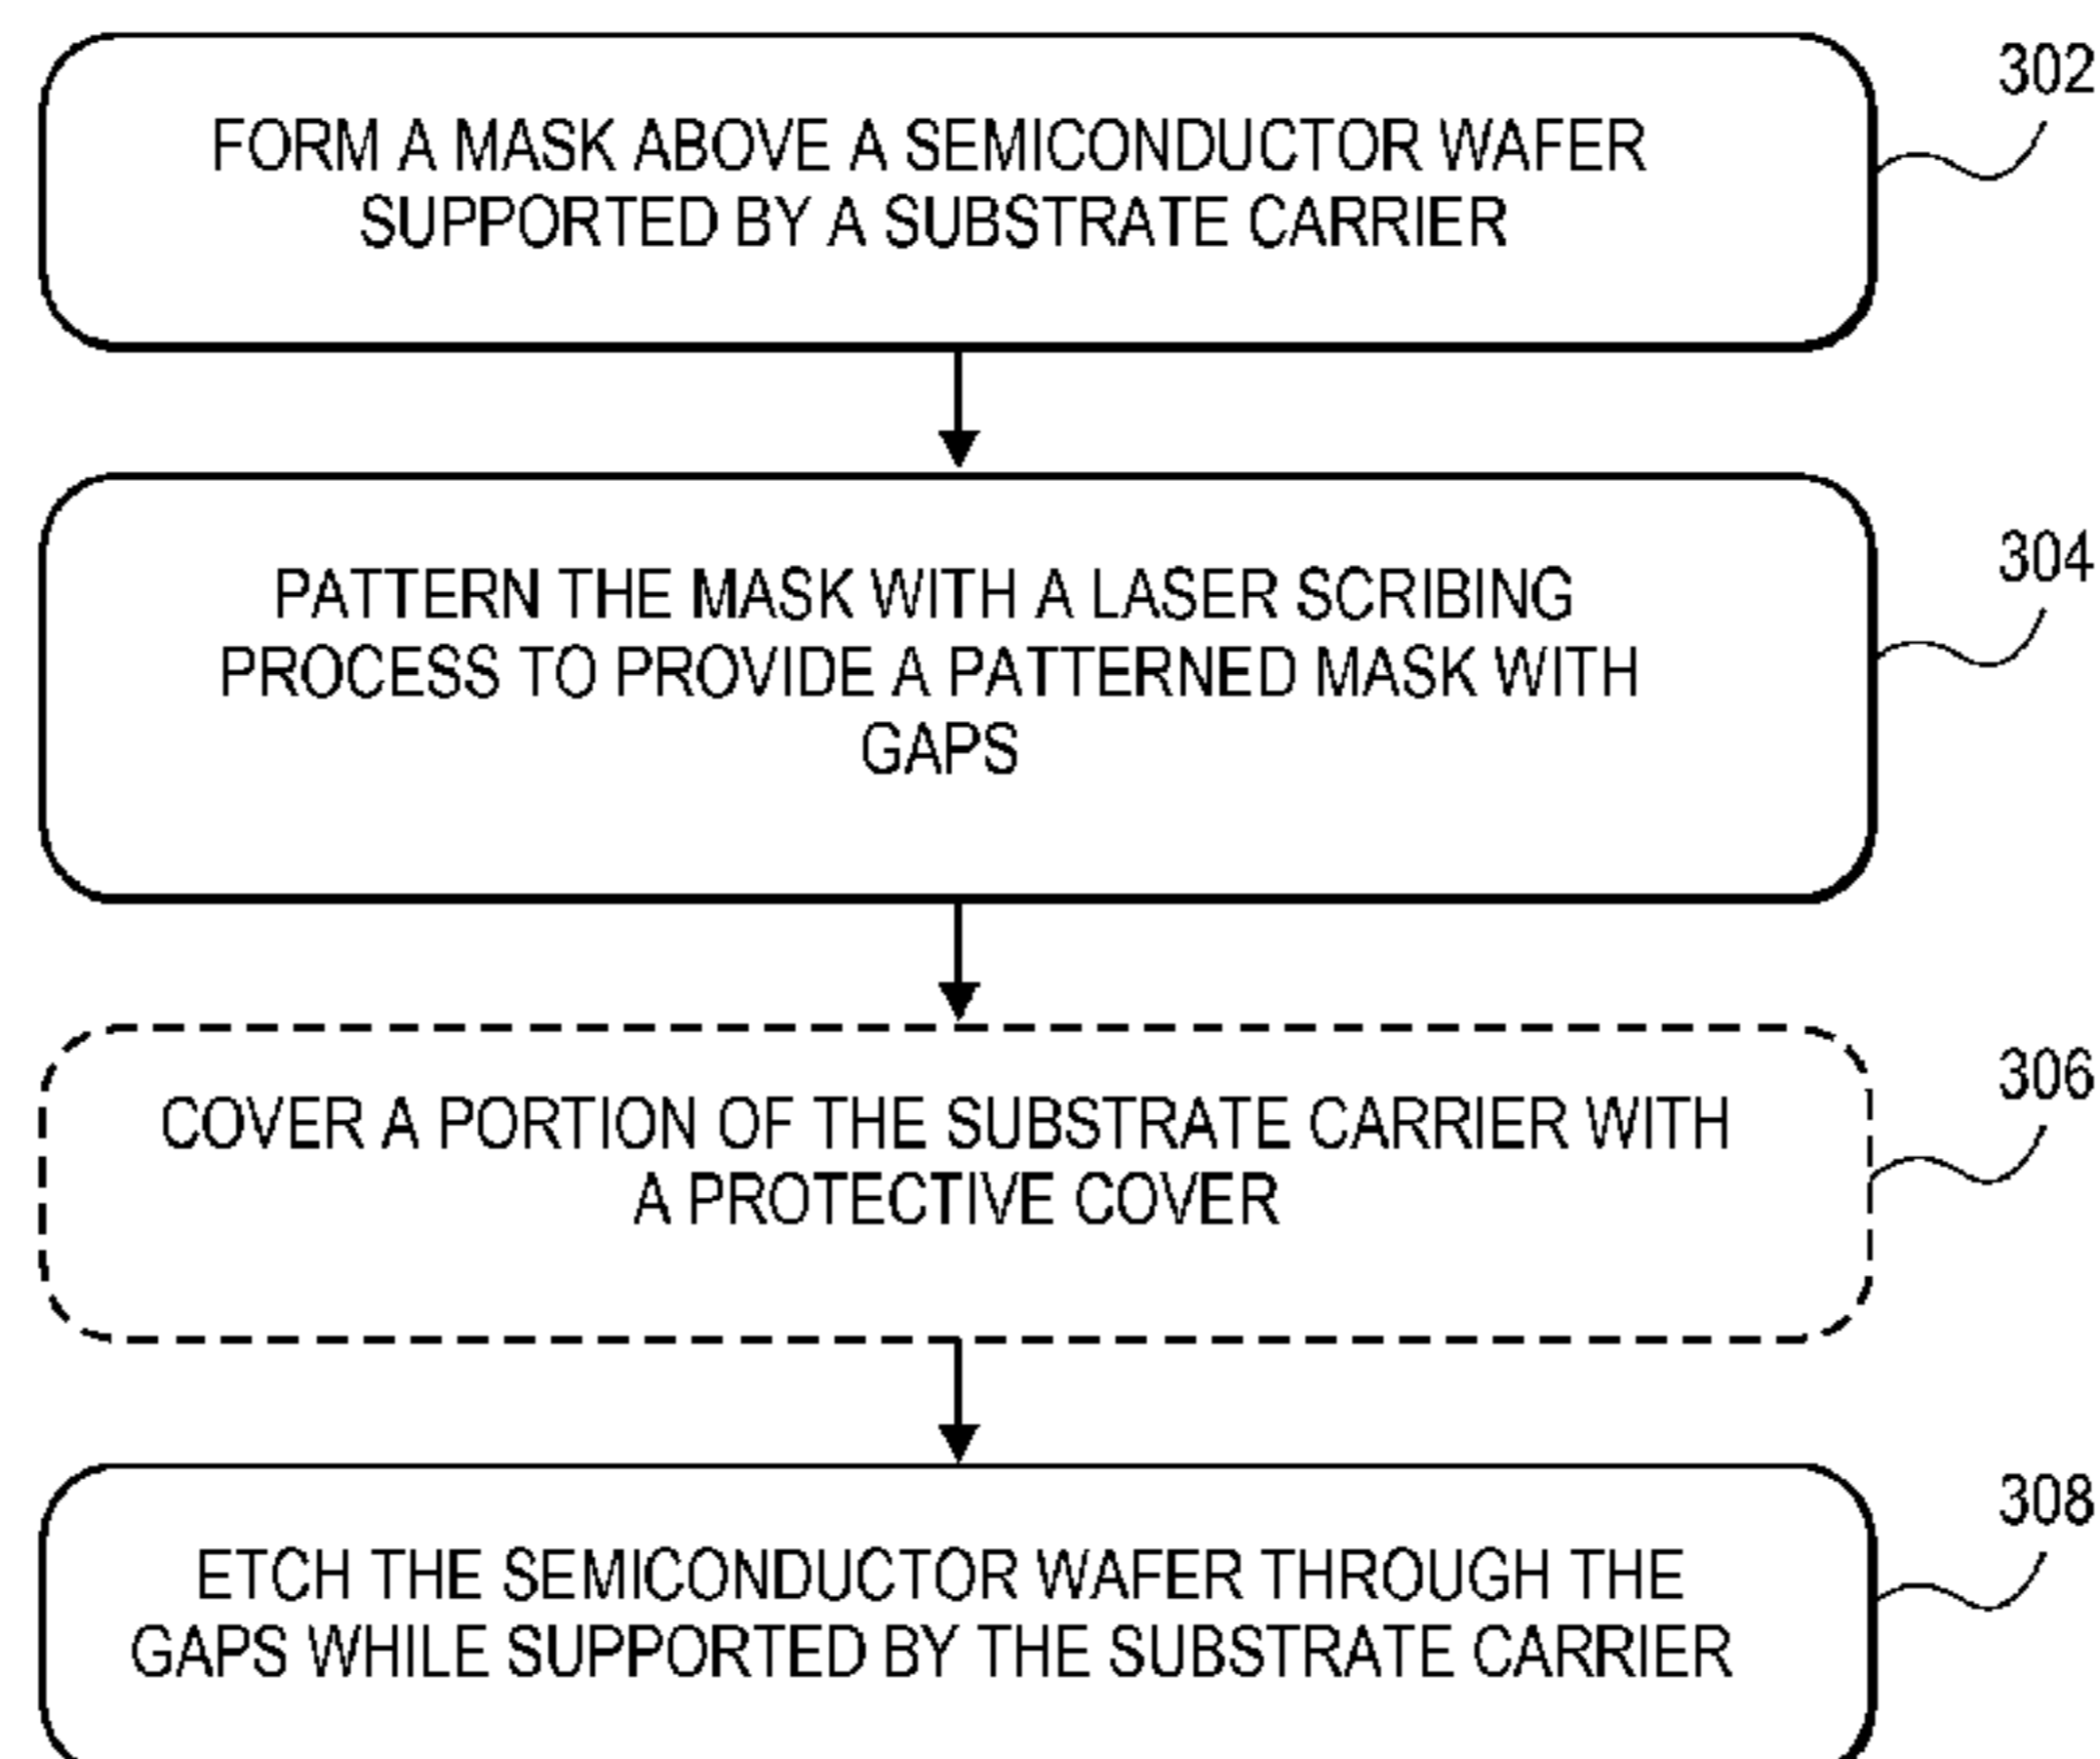 302
FORM A MASK ABOVE A SEMICONDUCTOR WAFER
SUPPORTED BY A SUBSTRATE CARRIER
304
PATTERN THE MASK WITH A LASER SCRIBING
PROCESS TO PROVIDE A PATTERNED MASK WITH
GAPS
306
COVER A PORTION OF THE SUBSTRATE CARRIER WITH
A PROTECTIVE COVER
308
ETCH THE SEMICONDUCTOR WAFER THROUGH THE
GAPS WHILE SUPPORTED BY THE SUBSTRATE CARRIER